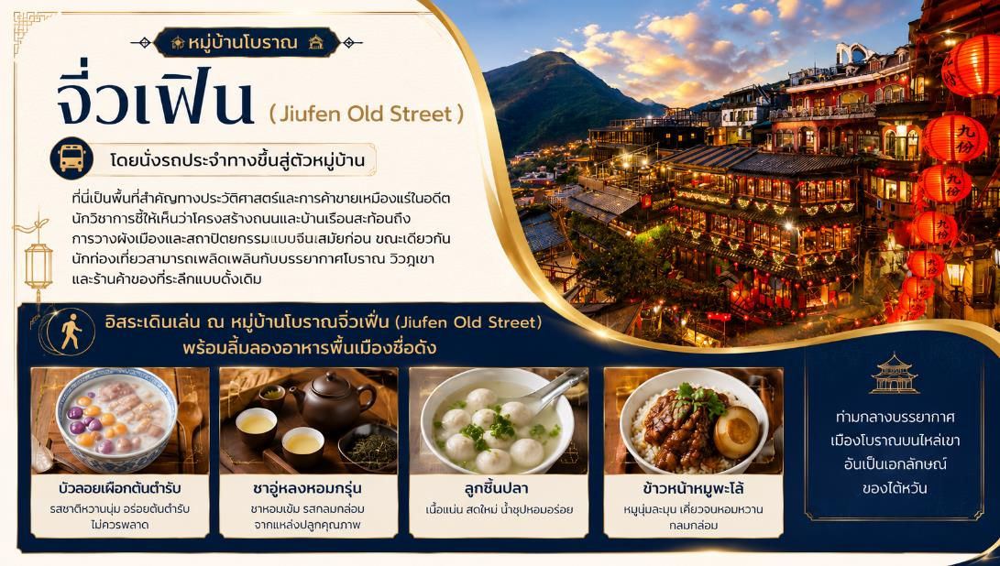 หมู่บ้านโบราณ
จิ่วเฟิ่น (Jiufen Old Street)
โดยนั่งรถประจำทางขึ้นสู่ตัวหมู่บ้าน
ที่นี่เป็นพื้นที่สำคัญทางประวัติศาสตร์และการค้าขายเหมืองแร่ในอดีต
นักวิชาการชี้ให้เห็นว่าโครงสร้างถนนและบ้านเรือนสะท้อนถึง
การวางผังเมืองและสถาปัตยกรรมแบบจีนสมัยก่อน ขณะเดียวกัน
นักท่องเที่ยวสามารถเพลิดเพลินกับบรรยากาศโบราณ วิวภูเขา
และร้านค้าของที่ระลึกแบบดั้งเดิม
九份
九份
九份
อิสระเดินเล่น ณ หมู่บ้านโบราณจิ่วเฟิ่น (Jiufen Old Street)
พร้อมลิ้มลองอาหารพื้นเมืองชื่อดัง
บัวลอยเผือกต้นตำรับ
รสชาติหวานนุ่ม อร่อยต้นตำรับ
ไม่ควรพลาด
ชาอู่หลงหอมกรุ่น
ชาหอมเข้ม รสกลมกล่อม
จากแหล่งปลูกคุณภาพ
ลูกชิ้นปลา
เนื้อแน่น สดใหม่ น้ำซุปหอมอร่อย
ข้าวหน้าหมูพะโล้
หมูนุ่มละมุน เคี่ยวจนหอมหวาน
กลมกล่อม
ท่ามกลางบรรยากาศ
เมืองโบราณบนไหล่เขา
อันเป็นเอกลักษณ์
ของไต้หวัน